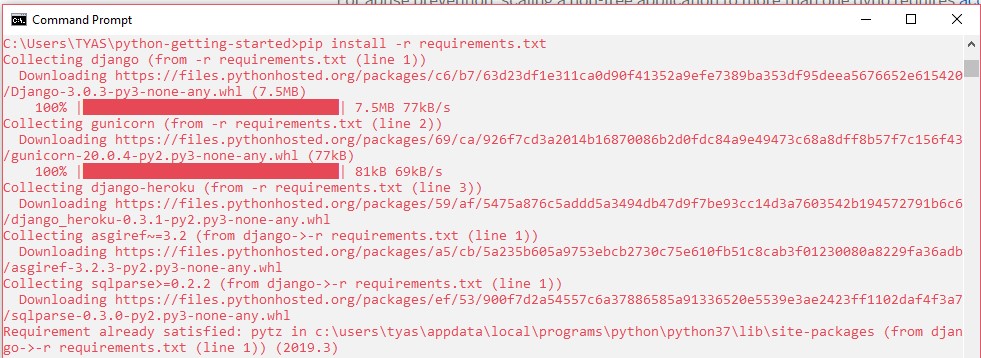 Command Prompt
C:\Users\TYAS\python-getting-started>pip install -r requirements.txt
Collecting django (from -r requirements.txt (line 1))
Downloading https://files.pythonhosted.org/packages/c6/b7/63d23df1e311ca0d90f41352a9efe7389ba353df95deea5676652e615420
/Django-3.0.3-py3-none-any.whl (7.5MB)
100% |████████████████████████████████| 7.5MB 77kB/s
Collecting gunicorn (from -r requirements.txt (line 2))
Downloading https://files.pythonhosted.org/packages/69/ca/926f7cd3a2014b16870086b2d0fdc84a9e49473c68a8dff8b57f7c156f43
/gunicorn-20.0.4-py2.py3-none-any.whl (77kB)
100% |████████████████████████████████| 81kB 69kB/s
Collecting django-heroku (from -r requirements.txt (line 3))
Downloading https://files.pythonhosted.org/packages/59/af/5475a876c5addd5a3494db47d9f7be93cc14d3a7603542b194572791b6c6
/django_heroku-0.3.1-py2.py3-none-any.whl
Collecting asgiref~=3.2 (from django->-r requirements.txt (line 1))
Downloading https://files.pythonhosted.org/packages/a5/cb/5a235b605a9753ebcb2730c75e610fb51c8cab3f01230080a8229fa36adb
/asgiref-3.2.3-py2.py3-none-any.whl
Collecting sqlparse>=0.2.2 (from django->-r requirements.txt (line 1))
Downloading https://files.pythonhosted.org/packages/ef/53/900f7d2a54557c6a37886585a91336520e5539e3ae2423ff1102daf4f3a7
/sqlparse-0.3.0-py2.py3-none-any.whl
Requirement already satisfied: pytz in c:\users\tyas\appdata\local\programs\python\python37\lib\site-packages (from djan
go->-r requirements.txt (line 1)) (2019.3)